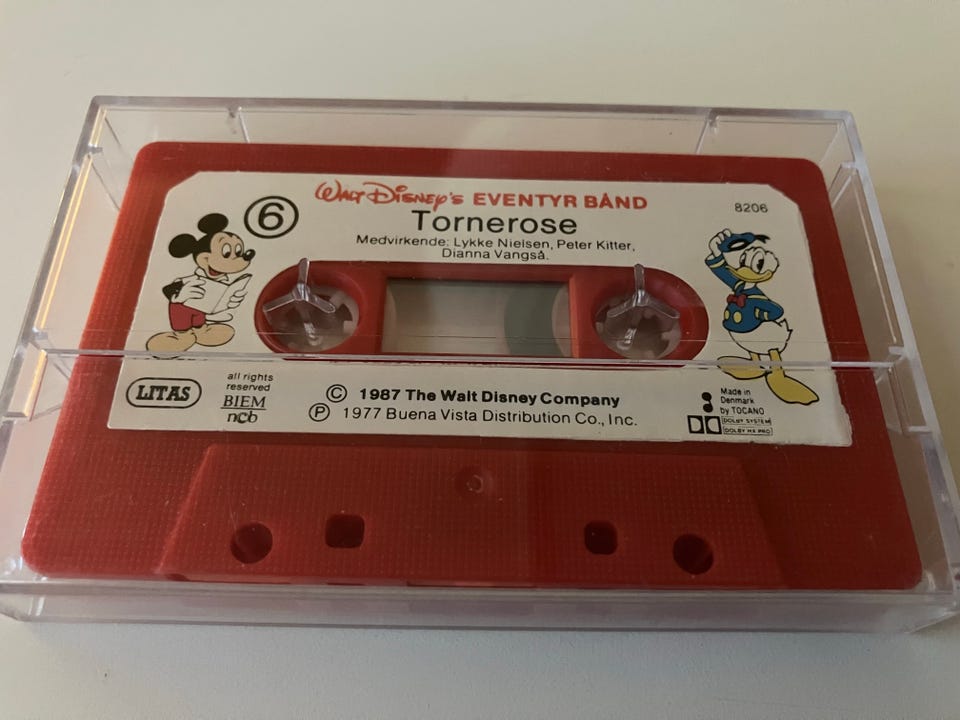 6
WALT DISNEY'S EVENTYR BÅND
8206
Tornerose
Medvirkende: Lykke Nielsen, Peter Kitter,
Dianna Vangså.
LITAS
all rights
reserved
BIEM
ncb
© 1987 The Walt Disney Company
℗ 1977 Buena Vista Distribution Co., Inc.
Made in
Denmark
by TOCANO
DOLBY SYSTEM
DOLBY HX PRO